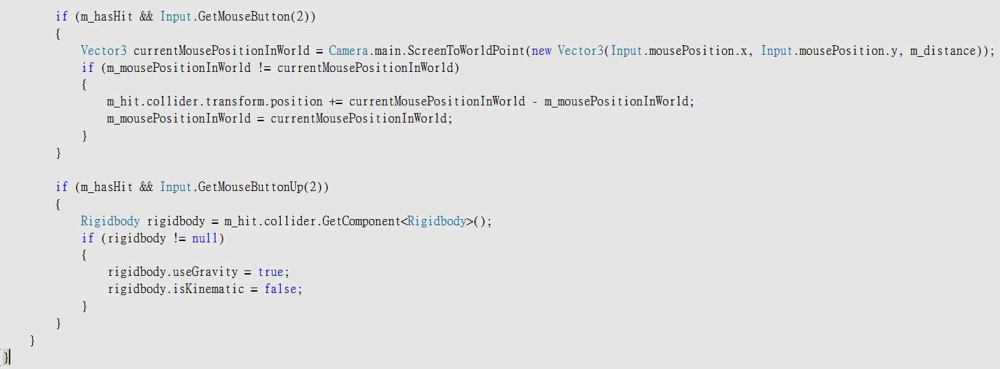 if (m_hasHit && Input.GetMouseButton(2))
{
Vector3 currentMousePositionInWorld = Camera.main.ScreenToWorldPoint(new Vector3(Input.mousePosition.x, Input.mousePosition.y, m_distance));
if (m_mousePositionInWorld != currentMousePositionInWorld)
{
m_hit.collider.transform.position += currentMousePositionInWorld - m_mousePositionInWorld;
m_mousePositionInWorld = currentMousePositionInWorld;
}
}
if (m_hasHit && Input.GetMouseButtonUp(2))
{
Rigidbody rigidbody = m_hit.collider.GetComponent<Rigidbody>();
if (rigidbody != null)
{
rigidbody.useGravity = true;
rigidbody.isKinematic = false;
}
}
}
}